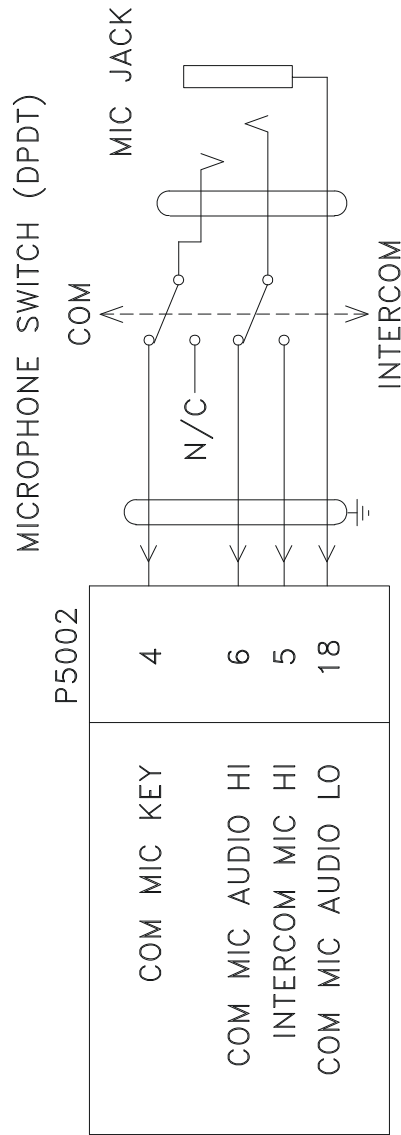 MICROPHONE SWITCH (DPDT)
COM
MIC JACK
N/C
INTERCOM
P5002
COM MIC KEY 4
COM MIC AUDIO HI 6
INTERCOM MIC HI 5
COM MIC AUDIO LO 18